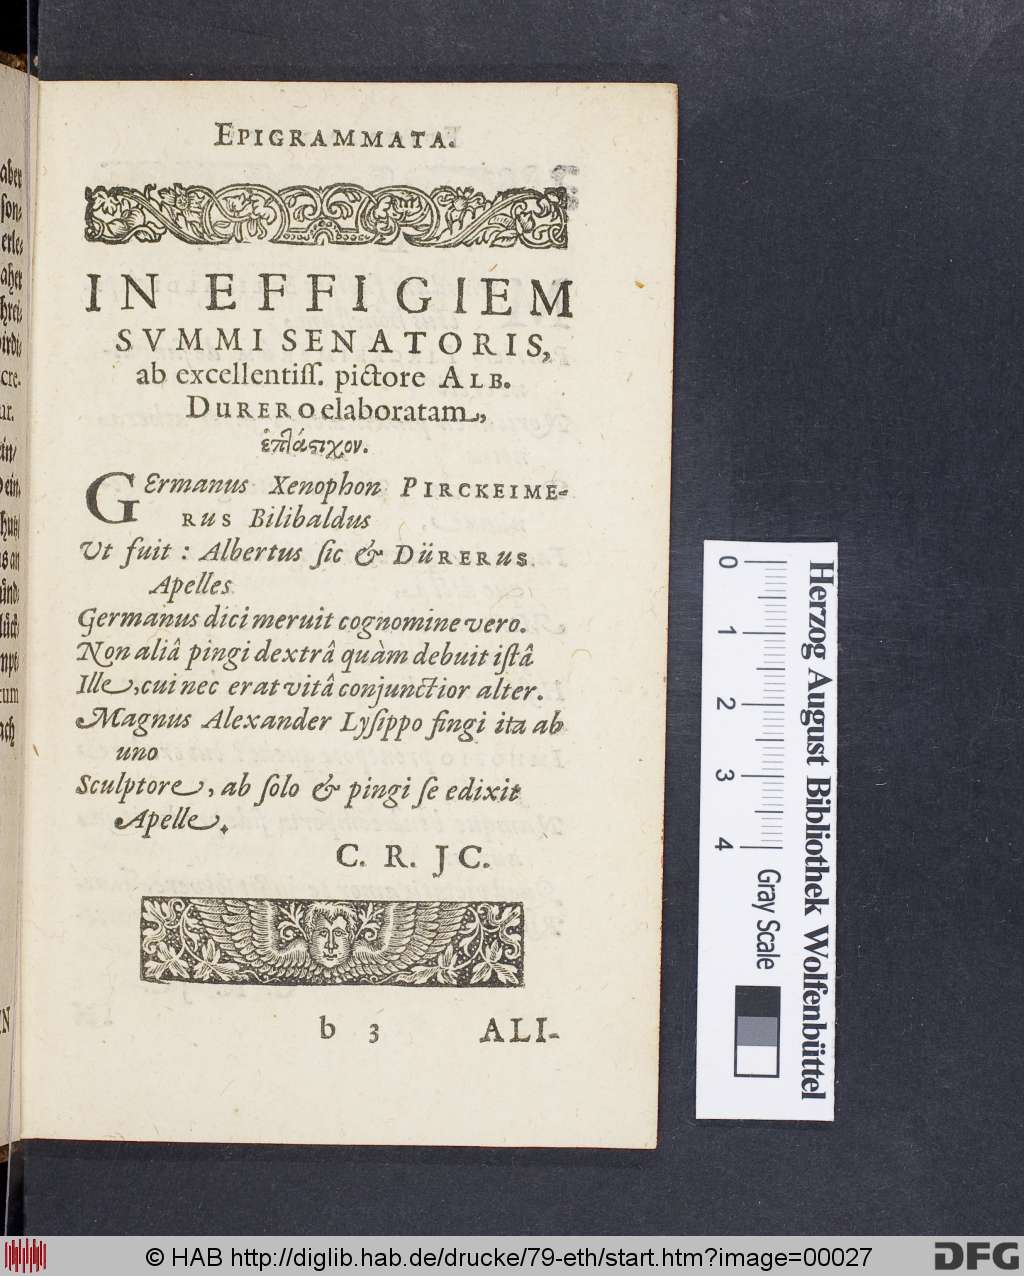 EPIGRAMMATA.
IN EFFIGIEM
SVMMI SENATORIS,
ab excellentiſſ. pictore ALB.
DURERO elaboratam,
GErmanus Xenophon PIRCKEIME-
RUS Bilibaldus
Ut fuit : Albertus ſic & DÜRERUS
Apelles
Germanus dici meruit cognomine vero.
Non aliâ pingi dextrâ quàm debuit iſtâ
Ille, cui nec erat vitâ conjunctior alter.
Magnus Alexander Lyſippo fingi ita ab
uno
Sculptore, ab ſolo & pingi ſe edixit
Apelle.
C. R. JC.
b 3 ALI-
0 1 2 3 4
Gray Scale
Herzog August Bibliothek Wolfenbüttel
© HAB http://diglib.hab.de/drucke/79-eth/start.htm?image=00027
DFG